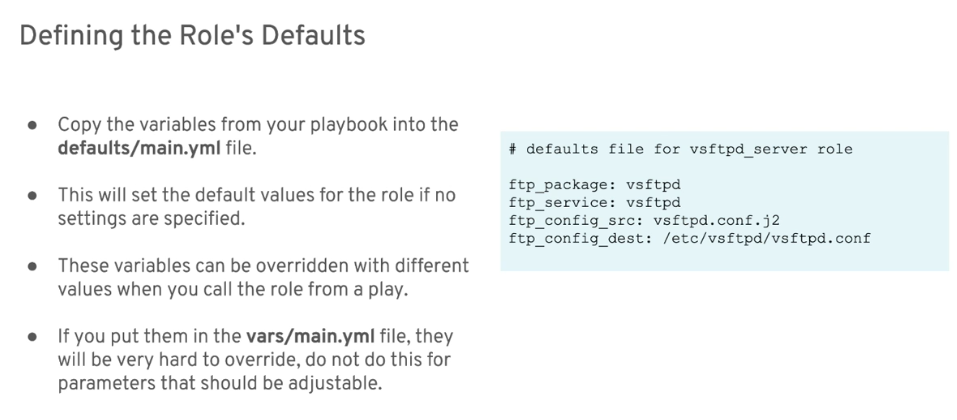 Defining the Role's Defaults
● Copy the variables from your playbook into the
defaults/main.yml file.
● This will set the default values for the role if no
settings are specified.
● These variables can be overridden with different
values when you call the role from a play.
● If you put them in the vars/main.yml file, they
will be very hard to override, do not do this for
parameters that should be adjustable.
# defaults file for vsftpd_server role
ftp_package: vsftpd
ftp_service: vsftpd
ftp_config_src: vsftpd.conf.j2
ftp_config_dest: /etc/vsftpd/vsftpd.conf